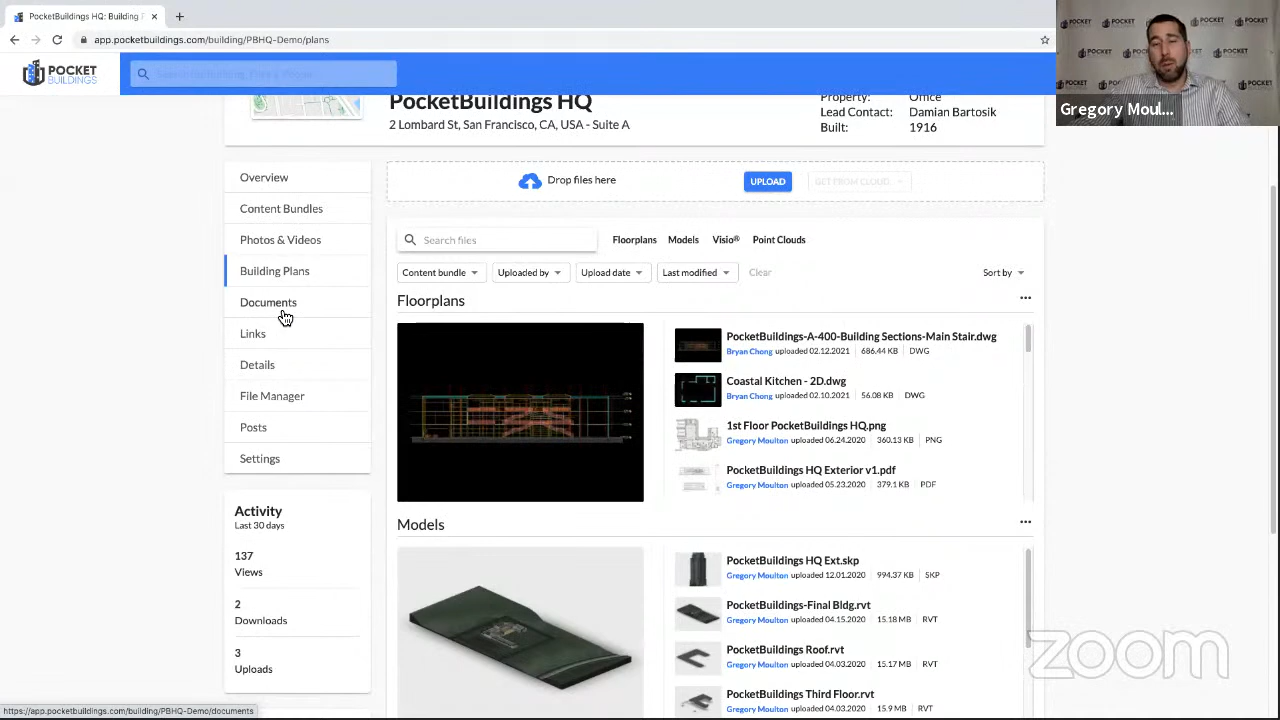 PocketBuildings HQ: Building F
app.pocketbuildings.com/building/PBHQ-Demo/plans
POCKET
BUILDINGS
PocketBuildings HQ
2 Lombard St, San Francisco, CA, USA - Suite A
Property: Office
Lead Contact: Damian Bartosik
Built: 1916
Gregory Moul...
Overview
Content Bundles
Photos & Videos
Building Plans
Documents
Links
Details
File Manager
Posts
Settings
Activity
Last 30 days
137
Views
2
Downloads
3
Uploads
Drop files here
UPLOAD
GET FROM CLOUD
Search files
Floorplans Models Visio® Point Clouds
Content bundle Uploaded by Upload date Last modified Clear Sort by
Floorplans
PocketBuildings-A-400-Building Sections-Main Stair.dwg
Bryan Chong uploaded 02.12.2021 686.44 KB DWG
Coastal Kitchen - 2D.dwg
Bryan Chong uploaded 02.10.2021 56.08 KB DWG
1st Floor PocketBuildings HQ.png
Gregory Moulton uploaded 06.24.2020 360.13 KB PNG
PocketBuildings HQ Exterior v1.pdf
Gregory Moulton uploaded 05.23.2020 379.1 KB PDF
Models
PocketBuildings HQ Ext.skp
Gregory Moulton uploaded 12.01.2020 994.37 KB SKP
PocketBuildings-Final Bldg.rvt
Gregory Moulton uploaded 04.15.2020 15.18 MB RVT
PocketBuildings Roof.rvt
Gregory Moulton uploaded 04.03.2020 15.17 MB RVT
PocketBuildings Third Floor.rvt
Gregory Moulton uploaded 04.03.2020 15.9 MB RVT
zoom
https://app.pocketbuildings.com/building/PBHQ-Demo/documents